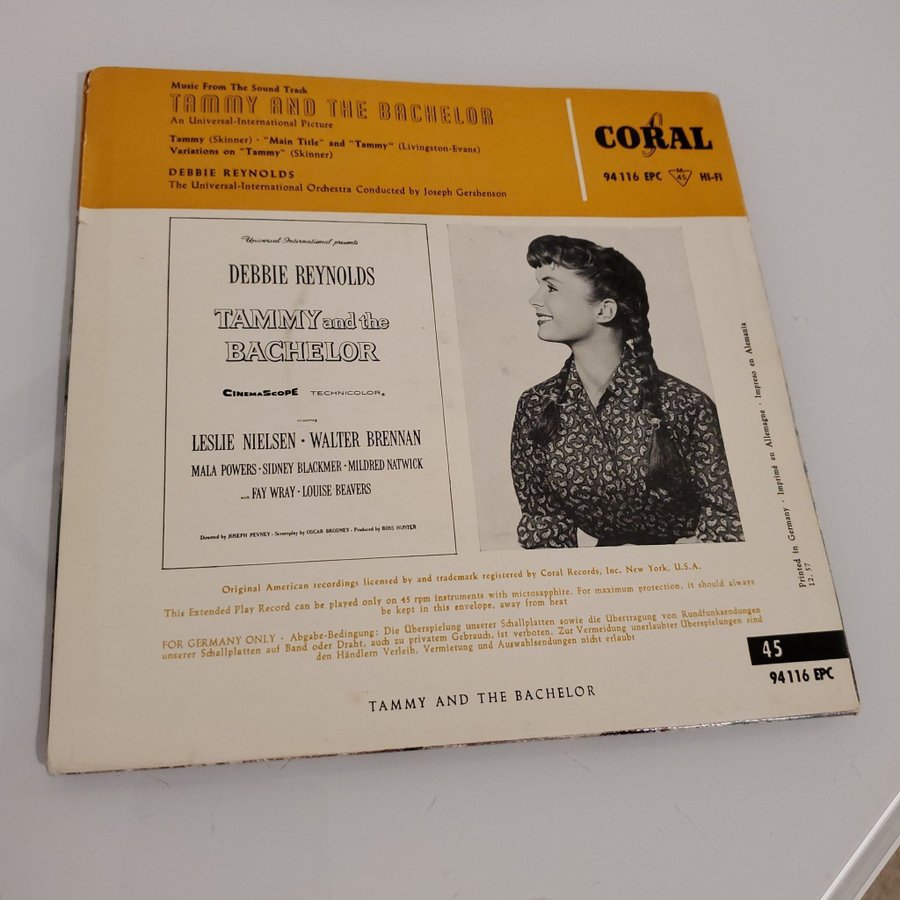 Music From The Sound Track
TAMMY AND THE BACHELOR
An Universal-International Picture
Tammy (Skinner) · "Main Title" and "Tammy" (Livingston-Evans)
Variations on "Tammy" (Skinner)
DEBBIE REYNOLDS
The Universal-International Orchestra Conducted by Joseph Gershenson
CORAL
94 116 EPC M 45 HI-FI
Universal-International presents
DEBBIE REYNOLDS
TAMMY and the
BACHELOR
CINEMASCOPE TECHNICOLOR®
LESLIE NIELSEN · WALTER BRENNAN
MALA POWERS · SIDNEY BLACKMER · MILDRED NATWICK
with FAY WRAY · LOUISE BEAVERS
Directed by JOSEPH PEVNEY · Screenplay by OSCAR BRODNEY · Produced by ROSS HUNTER
Printed in Germany · Imprimé en Allemagne · Impreso en Alemania
12. 57
Original American recordings licensed by and trademark registered by Coral Records, Inc. New York, U.S.A.
This Extended Play Record can be played only on 45 rpm instruments with microsapphire. For maximum protection, it should always
be kept in this envelope, away from heat
FOR GERMANY ONLY · Abgabe-Bedingung: Die Überspielung unserer Schallplatten sowie die Übertragung von Rundfunksendungen
unserer Schallplatten auf Band oder Draht, auch zu privatem Gebrauch, ist verboten. Zur Vermeidung unerlaubter Überspielungen sind
den Händlern Verleih, Vermietung und Auswahlsendungen nicht erlaubt
45
94 116 EPC
TAMMY AND THE BACHELOR